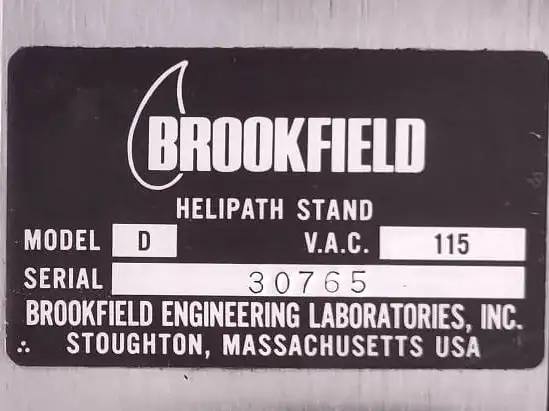 BROOKFIELD
HELIPATH STAND
MODEL D V.A.C. 115
SERIAL 30765
BROOKFIELD ENGINEERING LABORATORIES, INC.
STOUGHTON, MASSACHUSETTS USA